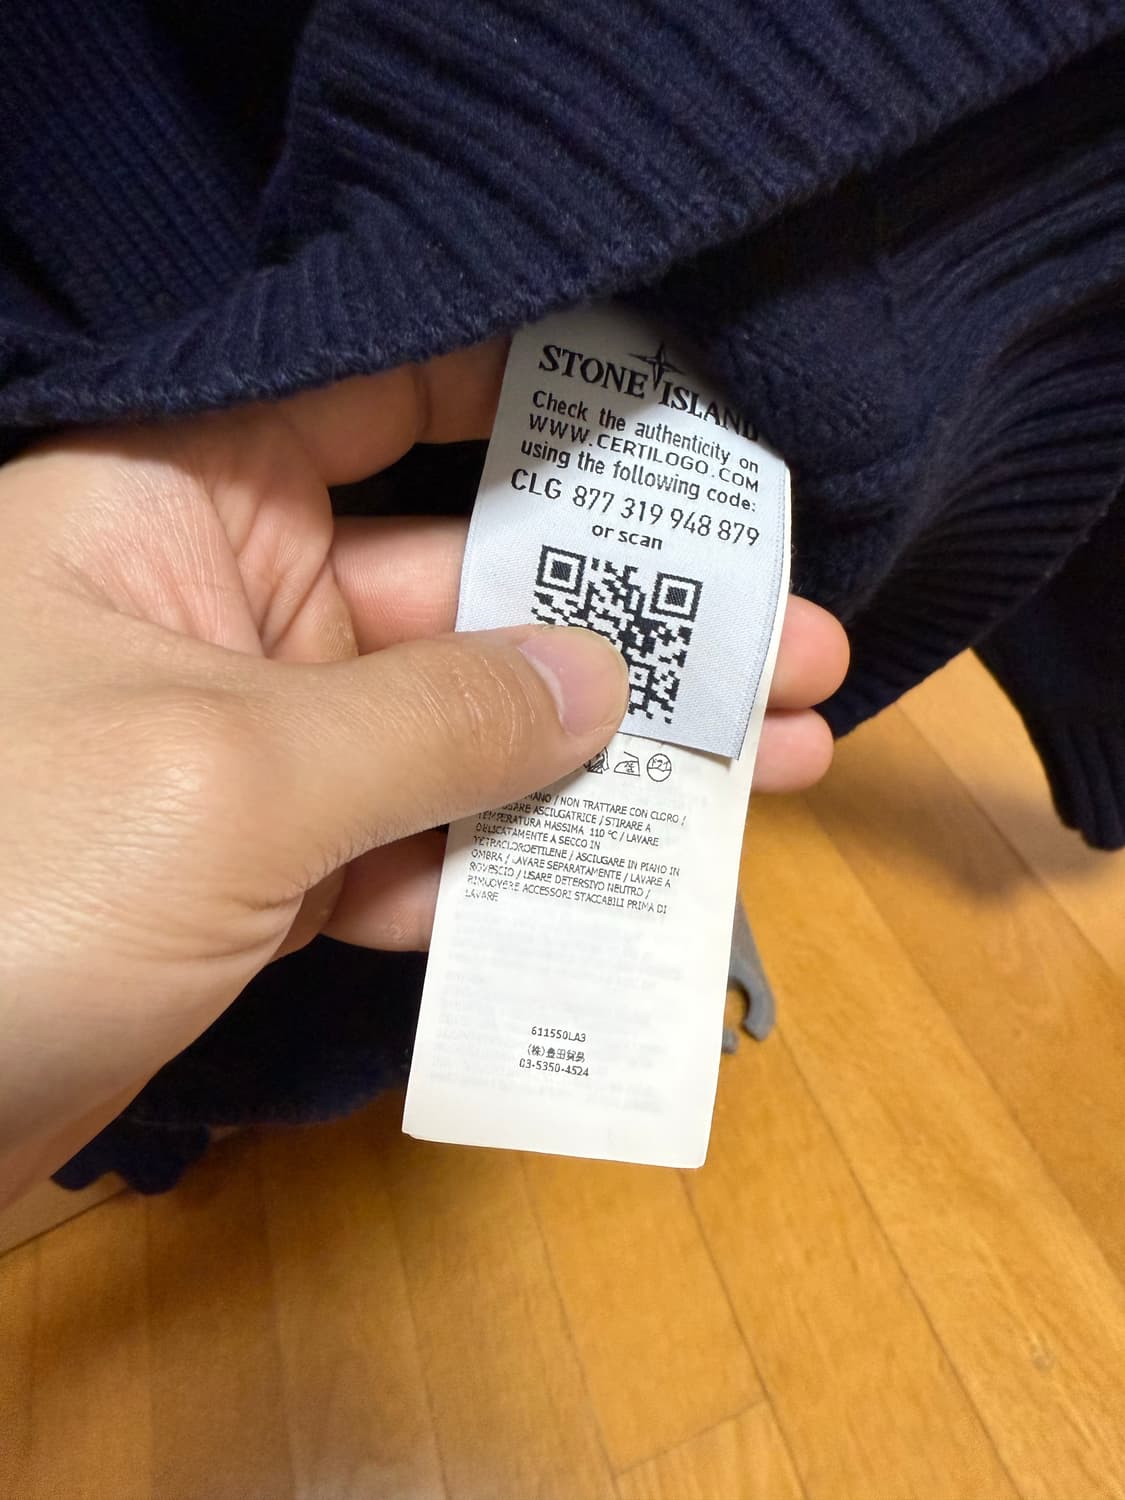 STONE ISLAND
Check the authenticity on
WWW.CERTILOGO.COM
using the following code:
CLG 877 319 948 879
or scan
MANO / NON TRATTARE CON CLORO /
ASCIUGATRICE / STIRARE A
TEMPERATURA MASSIMA 110 °C / LAVARE
DELICATAMENTE A SECCO IN
TETRACLOROETILENE / ASCIUGARE IN PIANO IN
OMBRA / LAVARE SEPARATAMENTE / LAVARE A
ROVESCIO / USARE DETERSIVO NEUTRO /
RIMUOVERE ACCESSORI STACCABILI PRIMA DI
LAVARE
611550LA3
(株)豊田貿易
03-5350-4524